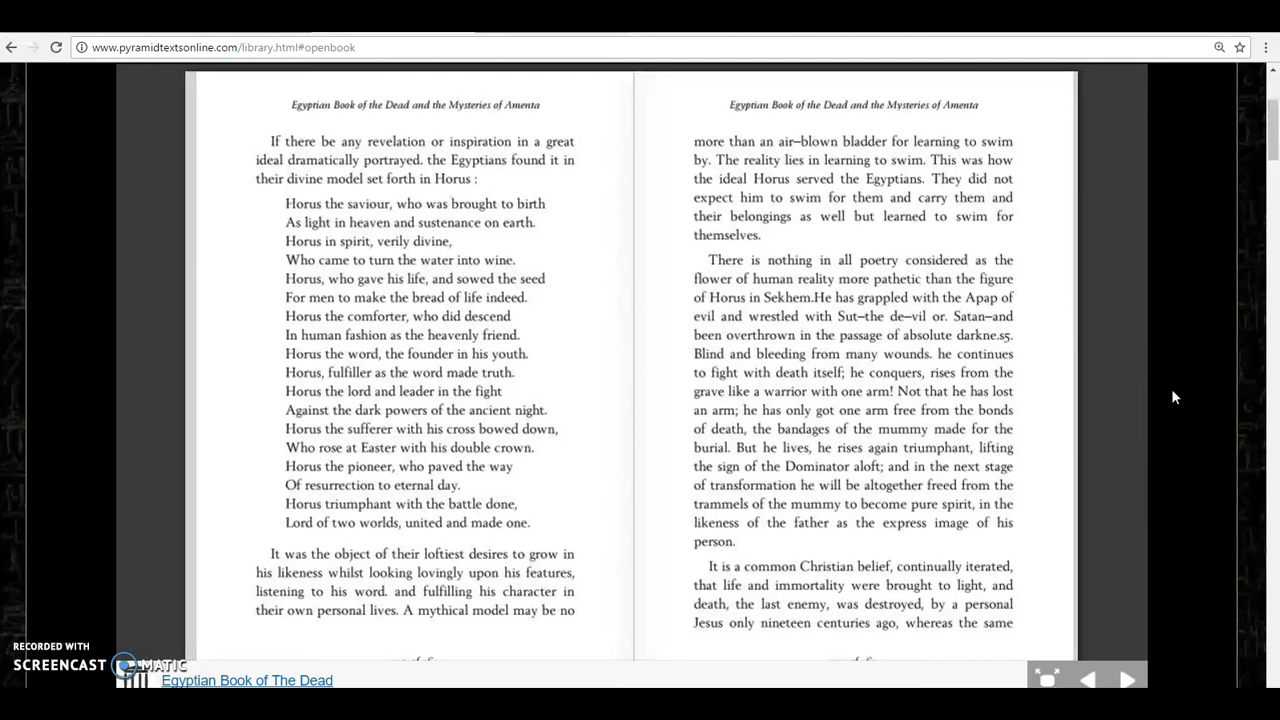 www.pyramidtextsonline.com/library.html#openbook
Egyptian Book of the Dead and the Mysteries of Amenta
If there be any revelation or inspiration in a great
ideal dramatically portrayed. the Egyptians found it in
their divine model set forth in Horus :
Horus the saviour, who was brought to birth
As light in heaven and sustenance on earth.
Horus in spirit, verily divine,
Who came to turn the water into wine.
Horus, who gave his life, and sowed the seed
For men to make the bread of life indeed.
Horus the comforter, who did descend
In human fashion as the heavenly friend.
Horus the word, the founder in his youth.
Horus, fulfiller as the word made truth.
Horus the lord and leader in the fight
Against the dark powers of the ancient night.
Horus the sufferer with his cross bowed down,
Who rose at Easter with his double crown.
Horus the pioneer, who paved the way
Of resurrection to eternal day.
Horus triumphant with the battle done,
Lord of two worlds, united and made one.
It was the object of their loftiest desires to grow in
his likeness whilst looking lovingly upon his features,
listening to his word. and fulfilling his character in
their own personal lives. A mythical model may be no
Egyptian Book of the Dead and the Mysteries of Amenta
more than an air–blown bladder for learning to swim
by. The reality lies in learning to swim. This was how
the ideal Horus served the Egyptians. They did not
expect him to swim for them and carry them and
their belongings as well but learned to swim for
themselves.
There is nothing in all poetry considered as the
flower of human reality more pathetic than the figure
of Horus in Sekhem.He has grappled with the Apap of
evil and wrestled with Sut–the de–vil or. Satan–and
been overthrown in the passage of absolute darkne.s5.
Blind and bleeding from many wounds. he continues
to fight with death itself; he conquers, rises from the
grave like a warrior with one arm! Not that he has lost
an arm; he has only got one arm free from the bonds
of death, the bandages of the mummy made for the
burial. But he lives, he rises again triumphant, lifting
the sign of the Dominator aloft; and in the next stage
of transformation he will be altogether freed from the
trammels of the mummy to become pure spirit, in the
likeness of the father as the express image of his
person.
It is a common Christian belief, continually iterated,
that life and immortality were brought to light, and
death, the last enemy, was destroyed, by a personal
Jesus only nineteen centuries ago, whereas the same
RECORDED WITH
SCREENCAST MATIC
Egyptian Book of The Dead